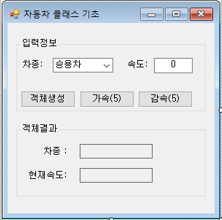 자동차 클래스 기초
입력정보
차종: 승용차 속도: 0
객체생성 가속(5) 감속(5)
객체결과
차종 :
현재속도: